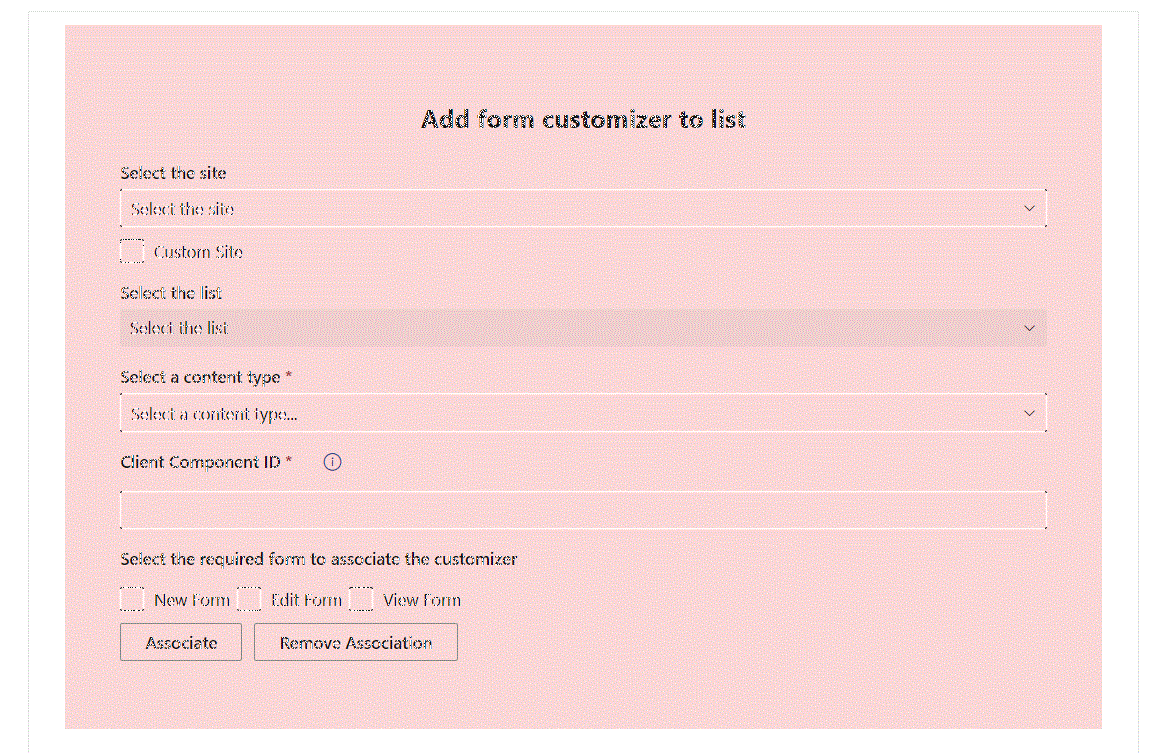 Add form customizer to list
Select the site
Select the site
Custom Site
Select the list
Select the list
Select a content type *
Select a content type...
Client Component ID *
Select the required form to associate the customizer
New Form Edit Form View Form
Associate Remove Association